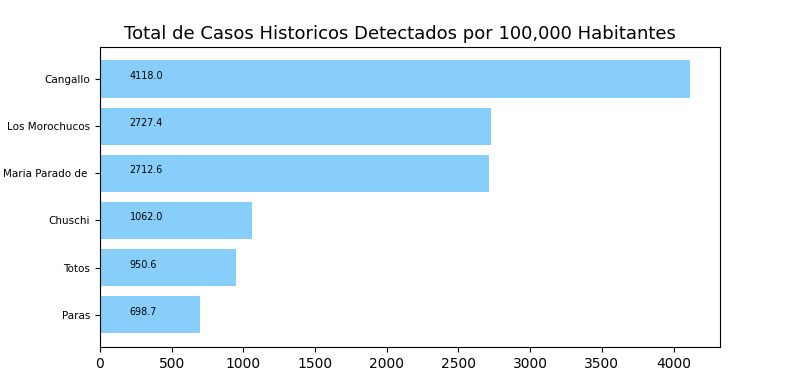 Total de Casos Historicos Detectados por 100,000 Habitantes
Cangallo 4118.0
Los Morochucos 2727.4
Maria Parado de 2712.6
Chuschi 1062.0
Totos 950.6
Paras 698.7
0 500 1000 1500 2000 2500 3000 3500 4000